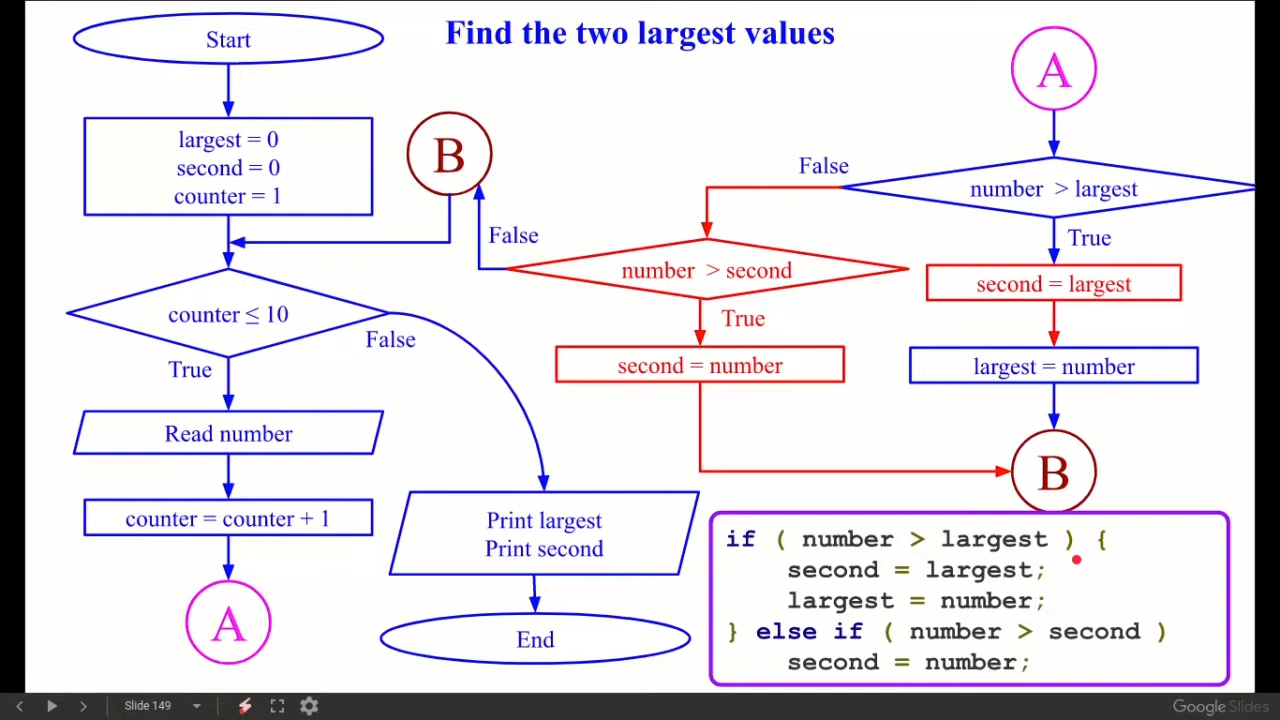 Find the two largest values
Start
largest = 0
second = 0
counter = 1
counter ≤ 10
True
False
Read number
counter = counter + 1
A
Print largest
Print second
End
B
A
number > largest
False
True
number > second
False
True
second = number
second = largest
largest = number
B
if ( number > largest ) {
second = largest;
largest = number;
} else if ( number > second )
second = number;
Slide 149
Google Slides